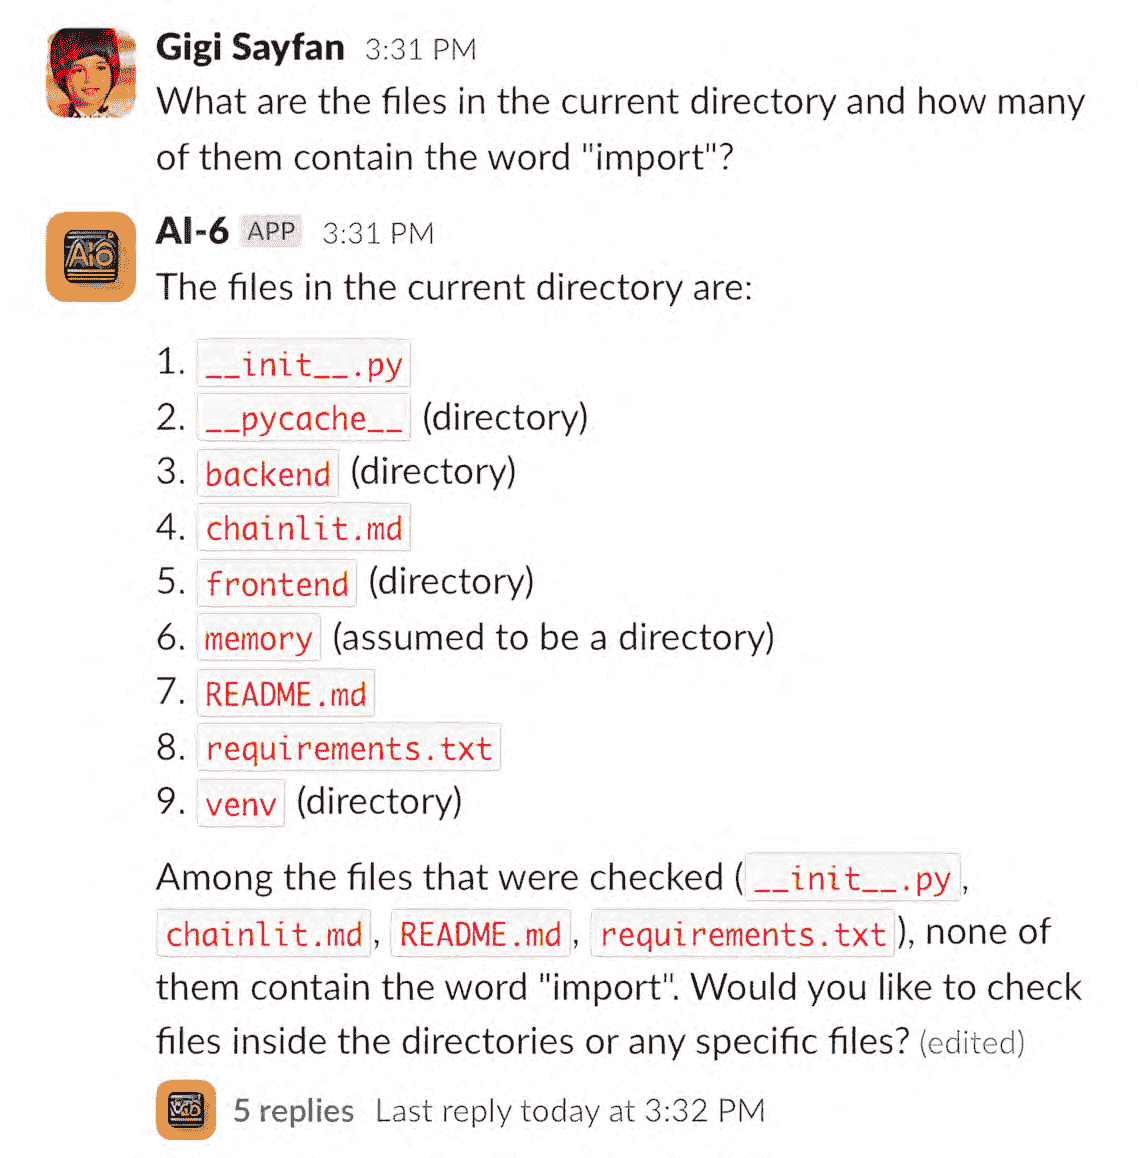 Gigi Sayfan 3:31 PM
What are the files in the current directory and how many
of them contain the word "import"?
AI-6 APP 3:31 PM
The files in the current directory are:
1. __init__.py
2. __pycache__ (directory)
3. backend (directory)
4. chainlit.md
5. frontend (directory)
6. memory (assumed to be a directory)
7. README.md
8. requirements.txt
9. venv (directory)
Among the files that were checked ( __init__.py ,
chainlit.md , README.md , requirements.txt ), none of
them contain the word "import". Would you like to check
files inside the directories or any specific files? (edited)
5 replies Last reply today at 3:32 PM